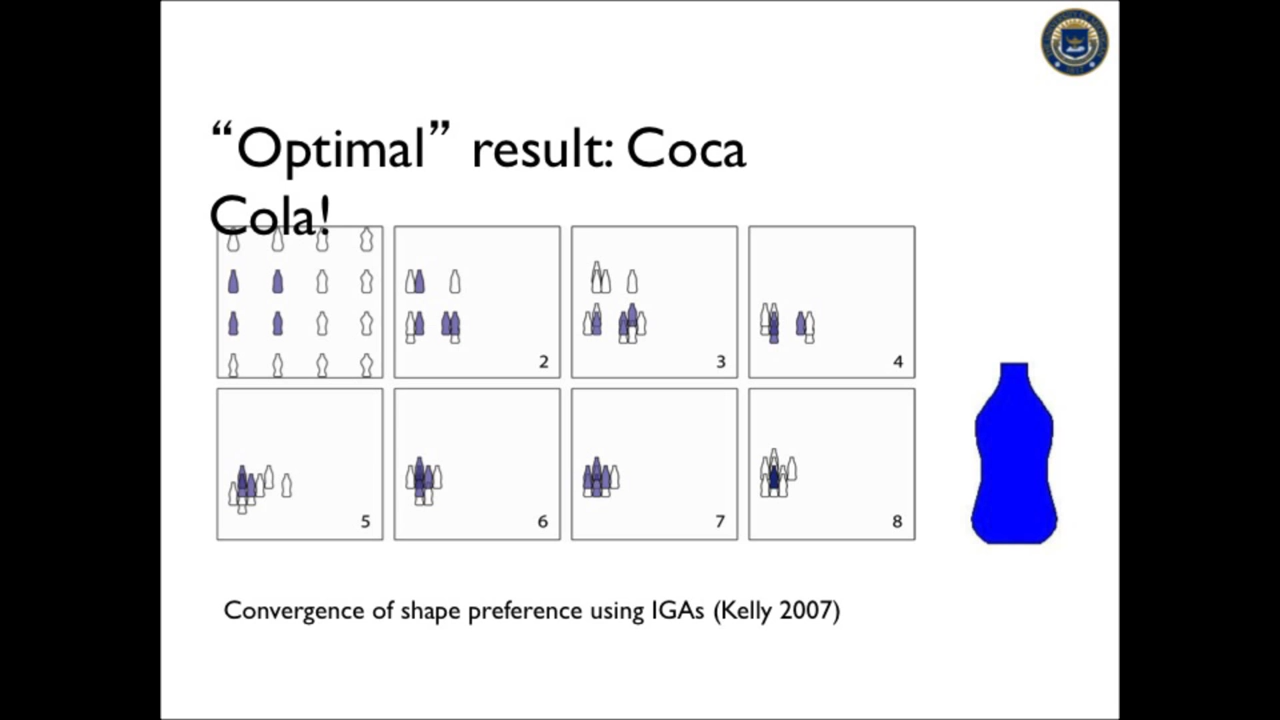 “Optimal” result: Coca
Cola!
2
3
4
5
6
7
8
Convergence of shape preference using IGAs (Kelly 2007)